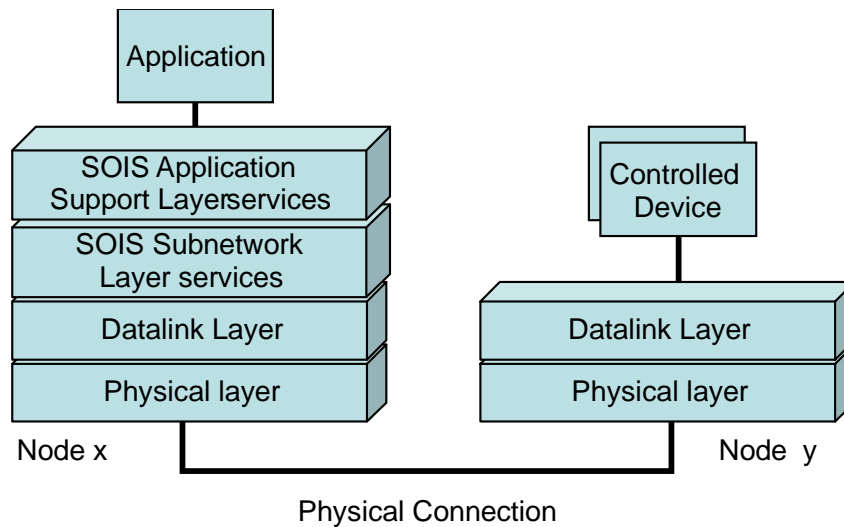 Application
SOIS Application
Support Layerservices
SOIS Subnetwork
Layer services
Datalink Layer
Physical layer
Node x
Controlled
Device
Datalink Layer
Physical layer
Node y
Physical Connection